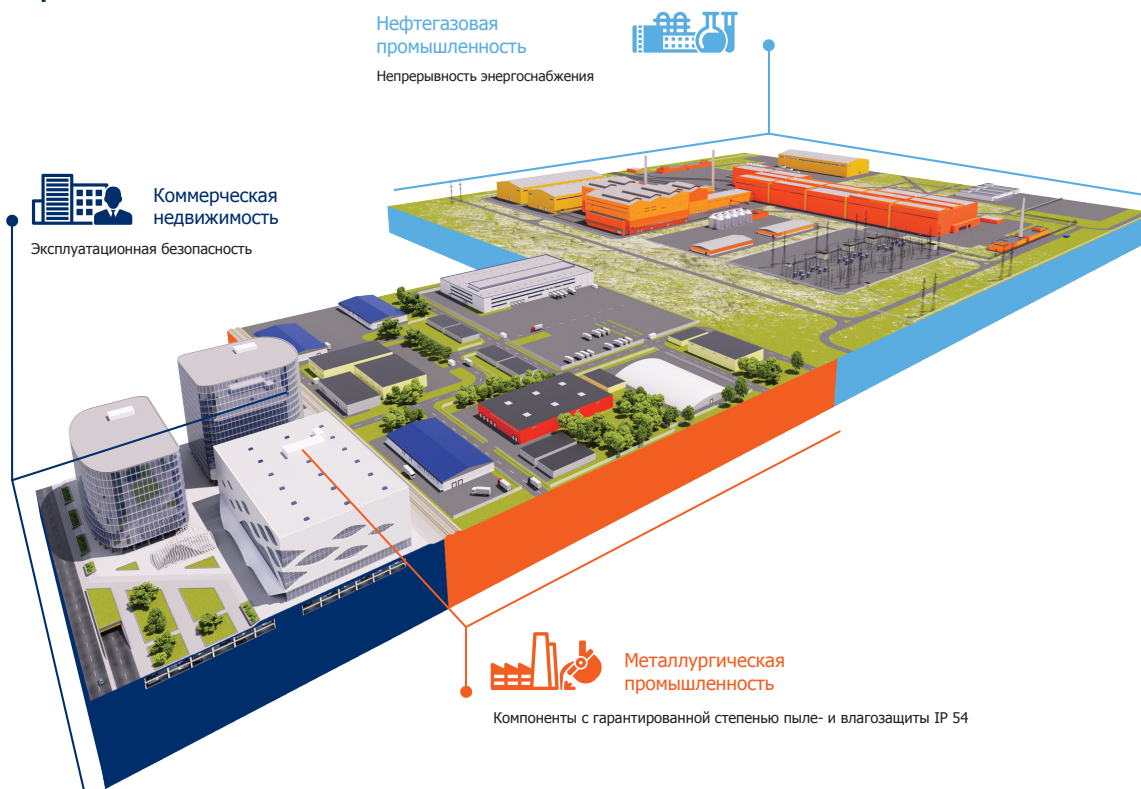 Нефтегазовая
промышленность
Непрерывность энергоснабжения
Коммерческая
недвижимость
Эксплуатационная безопасность
Металлургическая
промышленность
Компоненты с гарантированной степенью пыле- и влагозащиты IP 54